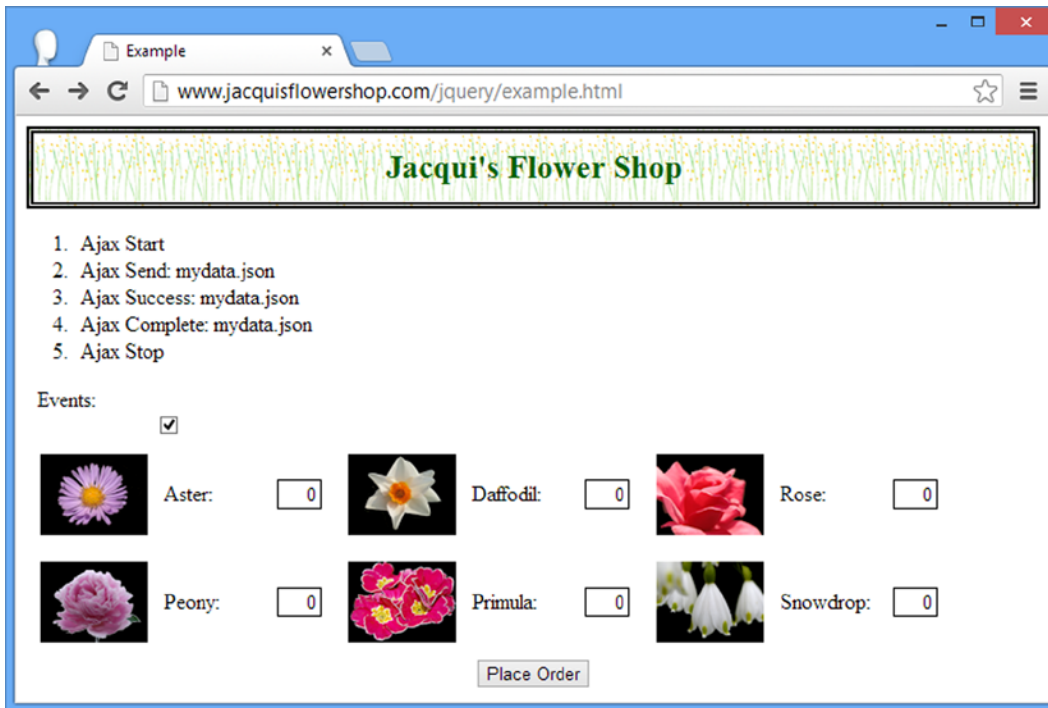 Example
www.jacquisflowershop.com/jquery/example.html
Jacqui's Flower Shop
1. Ajax Start
2. Ajax Send: mydata.json
3. Ajax Success: mydata.json
4. Ajax Complete: mydata.json
5. Ajax Stop
Events:
Aster: 0 Daffodil: 0 Rose: 0
Peony: 0 Primula: 0 Snowdrop: 0
Place Order